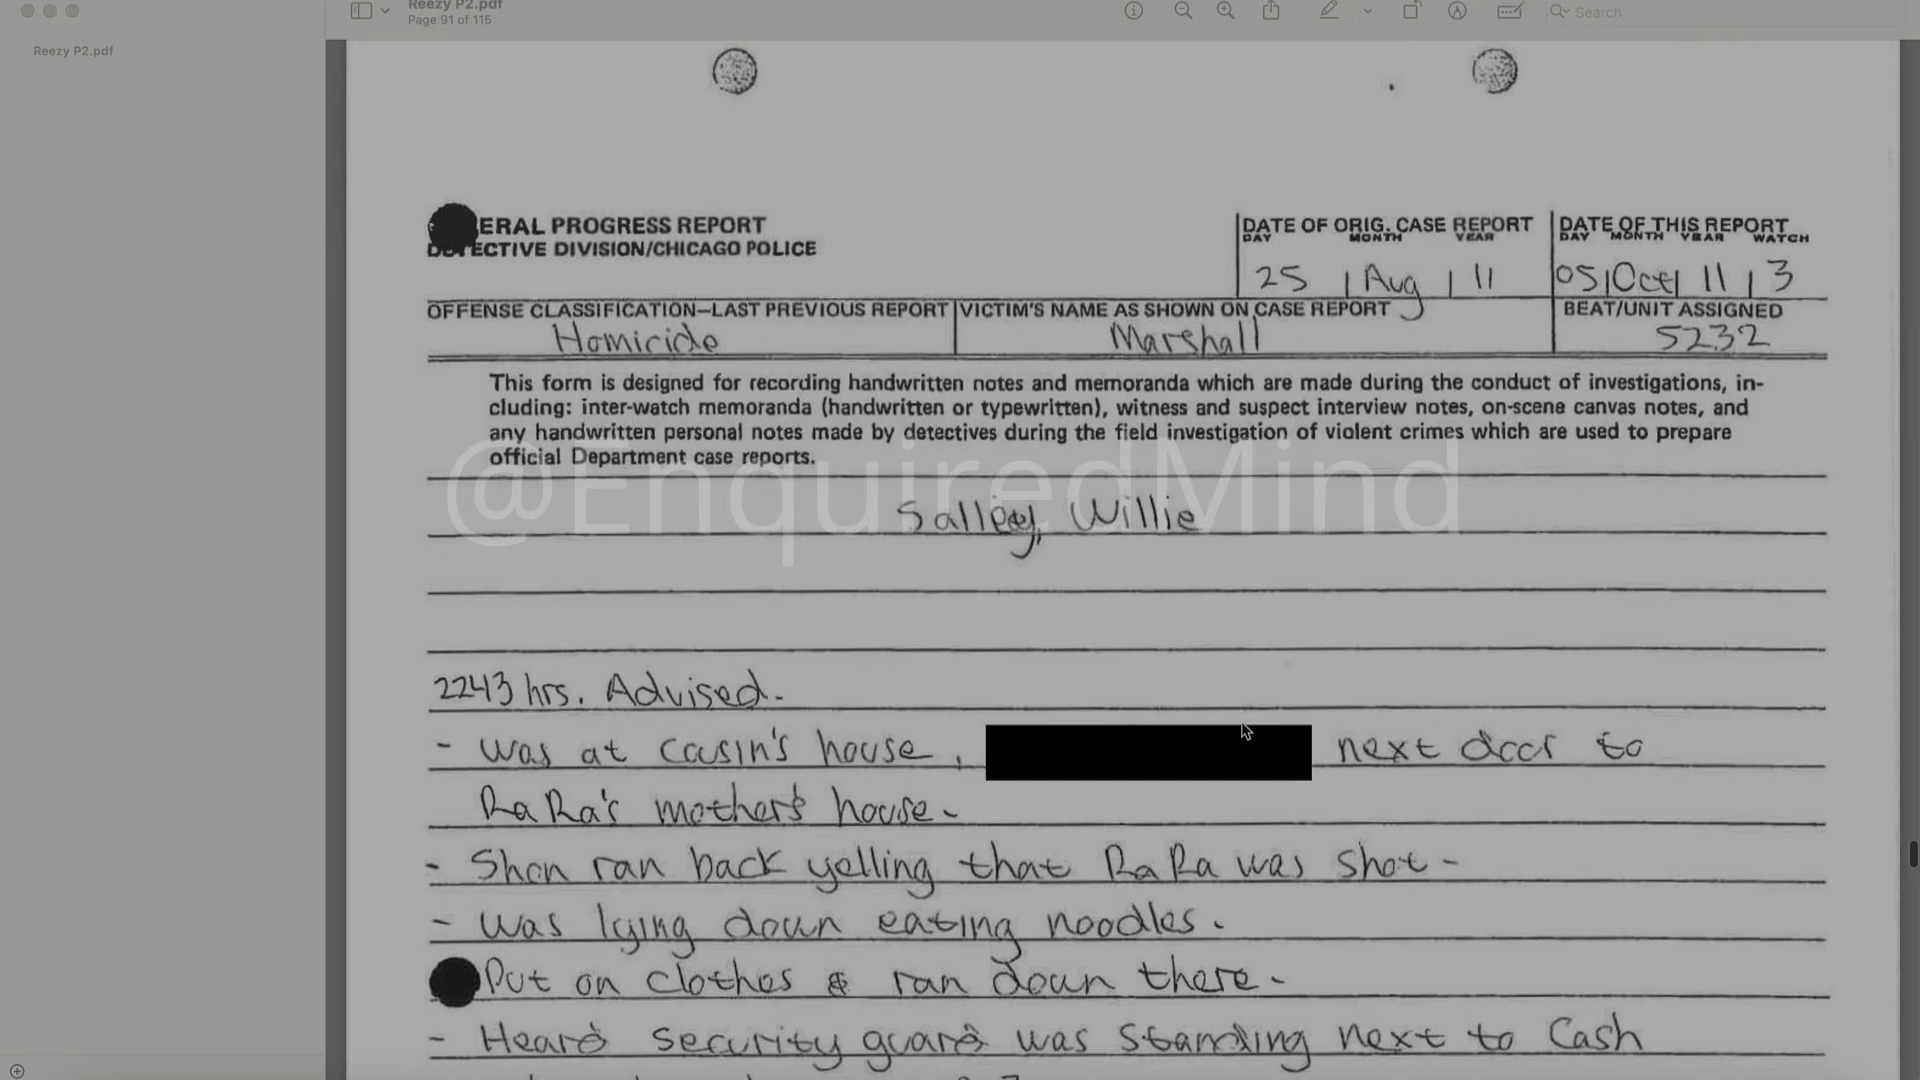 Reezy P2.pdf
Page 91 of 115
Search
Reezy P2.pdf
ERAL PROGRESS REPORT
DETECTIVE DIVISION/CHICAGO POLICE
DATE OF ORIG. CASE REPORT
DAY MONTH YEAR
25 Aug 11
DATE OF THIS REPORT
DAY MONTH YEAR WATCH
05 Oct 11 3
OFFENSE CLASSIFICATION—LAST PREVIOUS REPORT
Homicide
VICTIM'S NAME AS SHOWN ON CASE REPORT
Marshall
BEAT/UNIT ASSIGNED
5232
This form is designed for recording handwritten notes and memoranda which are made during the conduct of investigations, in-
cluding: inter-watch memoranda (handwritten or typewritten), witness and suspect interview notes, on-scene canvas notes, and
any handwritten personal notes made by detectives during the field investigation of violent crimes which are used to prepare
official Department case reports.
@EnquiredMind
Salley, Willie
2243 hrs. Advised.
- Was at cousin's house, next door to
RaRa's mother's house-
- Shon ran back yelling that RaRa was shot-
- Was lying down eating noodles.
Put on clothes & ran down there-
- Heard security guard was standing next to Cash